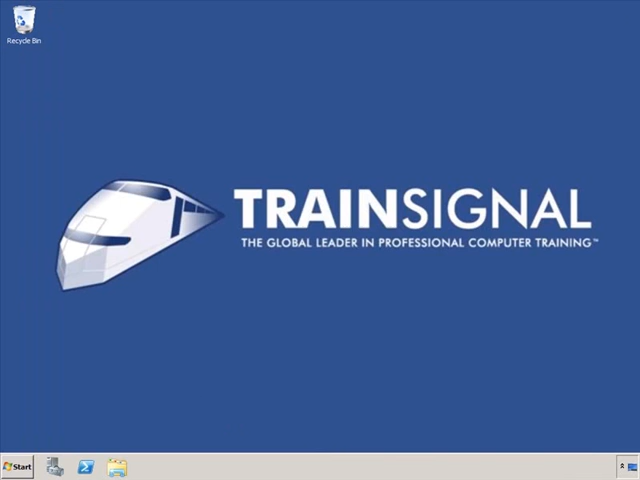 Recycle Bin
TRAINSIGNAL
THE GLOBAL LEADER IN PROFESSIONAL COMPUTER TRAINING™
Start